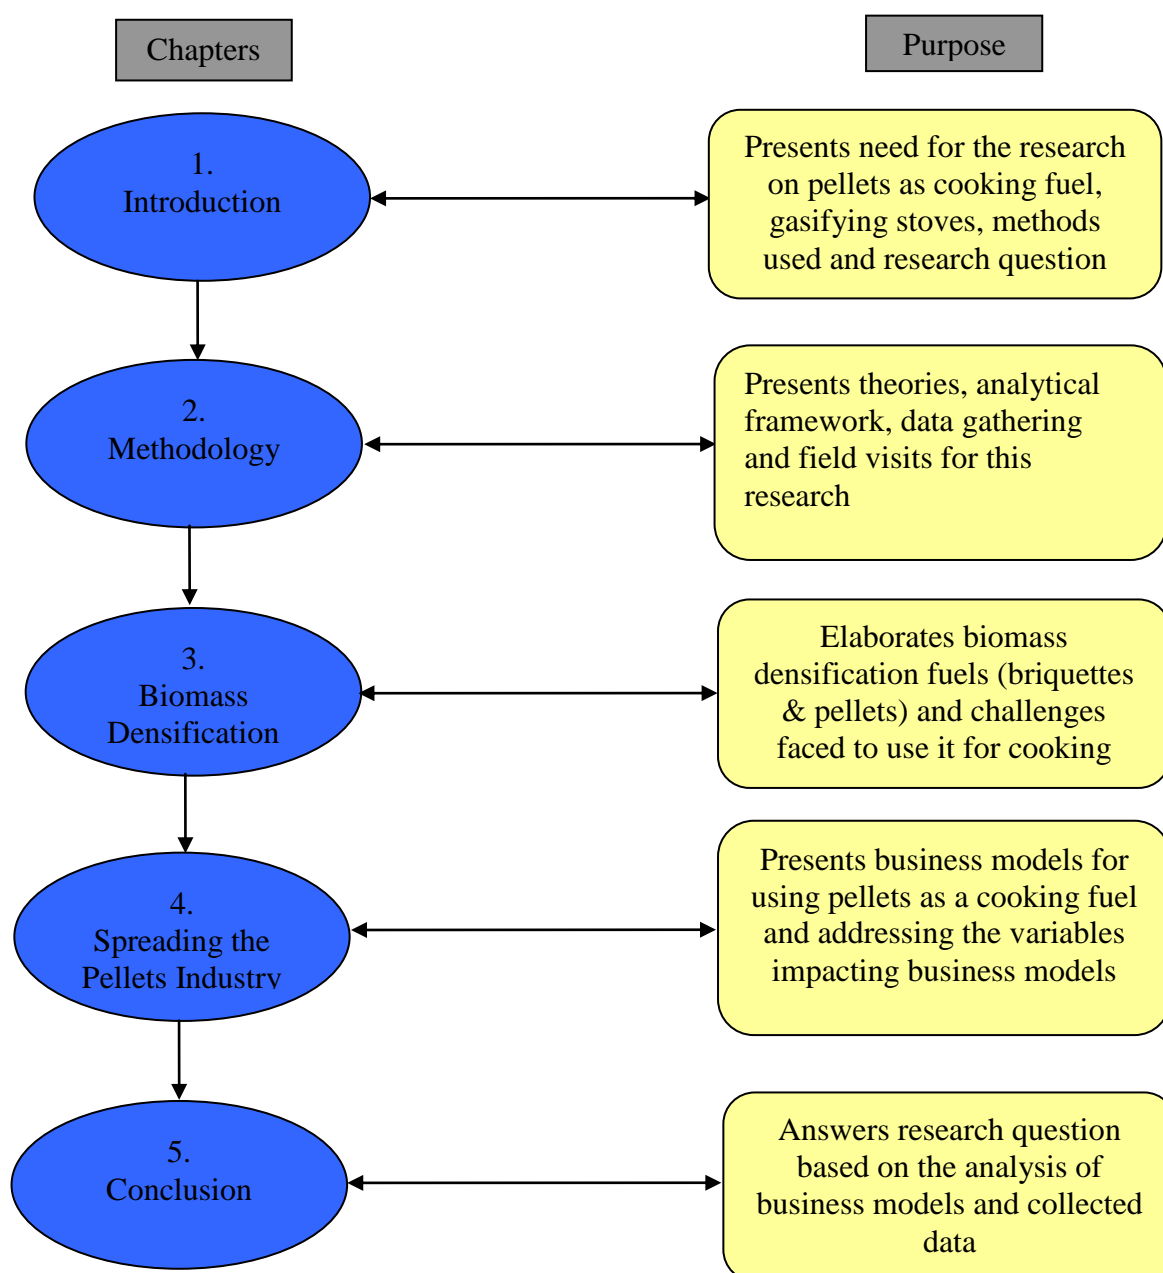 Chapters
Purpose
1.
Introduction
Presents need for the research
on pellets as cooking fuel,
gasifying stoves, methods
used and research question
2.
Methodology
Presents theories, analytical
framework, data gathering
and field visits for this
research
3.
Biomass
Densification
Elaborates biomass
densification fuels (briquettes
& pellets) and challenges
faced to use it for cooking
4.
Spreading the
Pellets Industry
Presents business models for
using pellets as a cooking fuel
and addressing the variables
impacting business models
5.
Conclusion
Answers research question
based on the analysis of
business models and collected
data